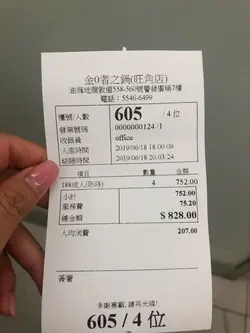 金0者之鍋(旺角店)
油麻地彌敦道558-560號譽發廣場7樓
電話：5546-6499
檯號/人數 605 / 4 位
發票號碼 0000000124/1
收銀員 office
入座時間 2019/06/18 18:00:09
結賬時間 2019/06/18 20:03:24
項目 數量 金額
188成人(限時) 4 752.00
小計 752.00
服務費 75.20
總金額 $ 828.00
人均消費 207.00
簽署
多謝惠顧,請再光臨!
605 / 4 位